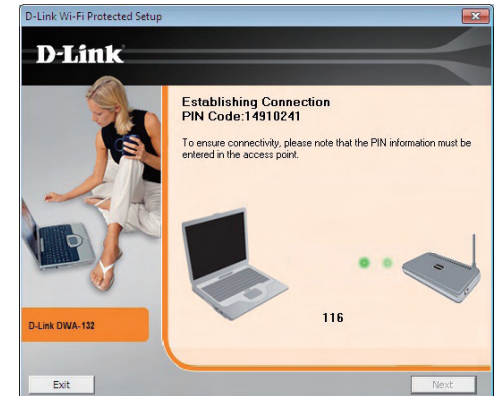 D-Link Wi-Fi Protected Setup
D-Link
Establishing Connection
PIN Code:14910241
To ensure connectivity, please note that the PIN information must be
entered in the access point.
116
D-Link DWA-132
Exit
Next